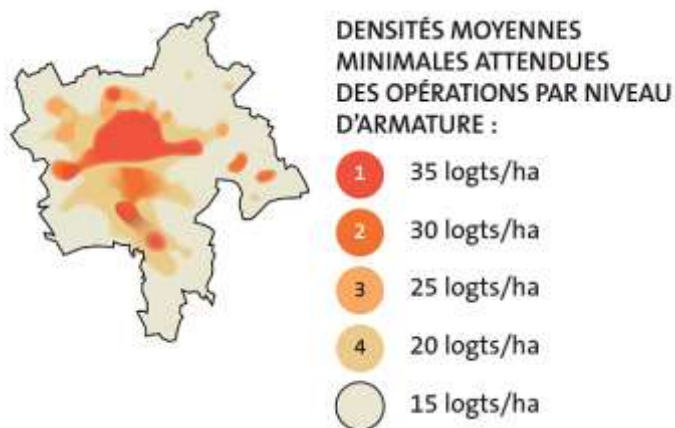 DENSITÉS MOYENNES
MINIMALES ATTENDUES
DES OPÉRATIONS PAR NIVEAU
D'ARMATURE :
1 35 logts/ha
2 30 logts/ha
3 25 logts/ha
4 20 logts/ha
15 logts/ha